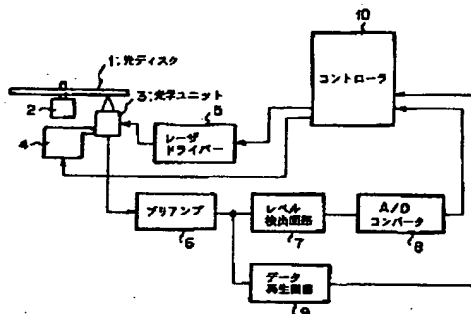 10
コントローラ
1;光ディスク
3;光学ユニット
2
5
4
レーザ
ドライバー
プリアンプ
6
レベル
検出回路
7
A/D
コンバータ
8
データ
再生回路
9